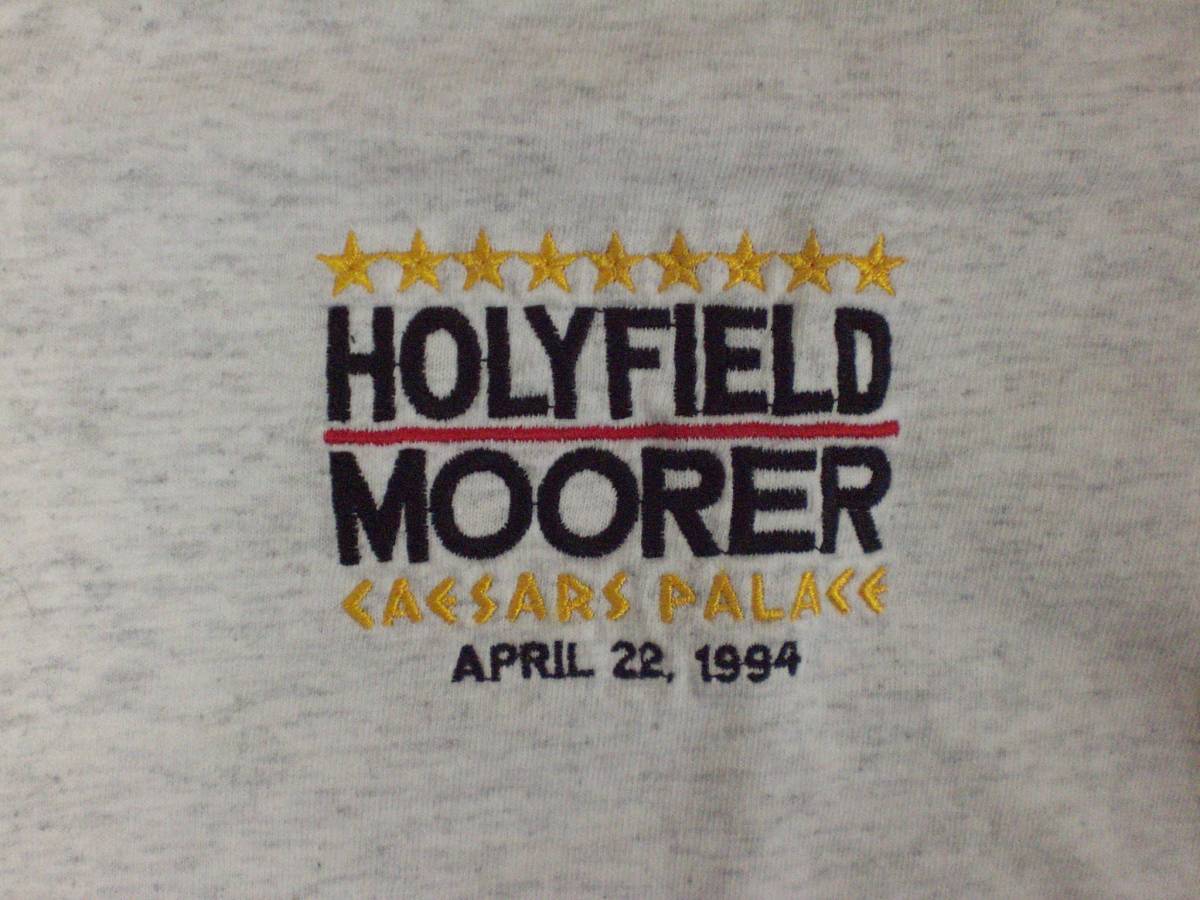 HOLYFIELD
MOORER
CAESARS PALACE
APRIL 22, 1994